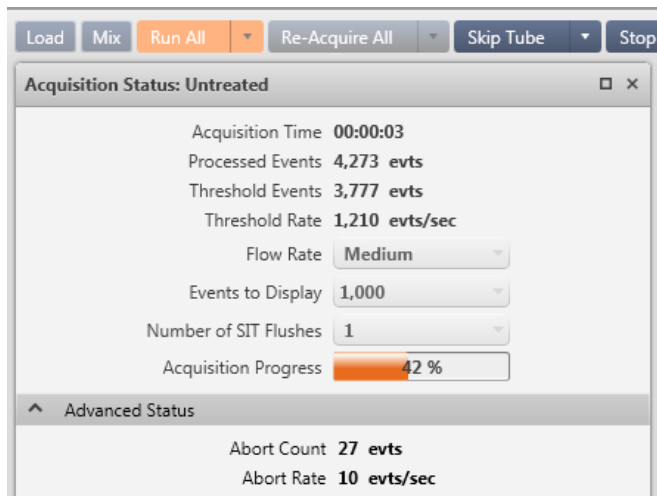 Load Mix Run All Re-Acquire All Skip Tube Stop
Acquisition Status: Untreated
Acquisition Time 00:00:03
Processed Events 4,273 evts
Threshold Events 3,777 evts
Threshold Rate 1,210 evts/sec
Flow Rate Medium
Events to Display 1,000
Number of SIT Flushes 1
Acquisition Progress 42 %
Advanced Status
Abort Count 27 evts
Abort Rate 10 evts/sec